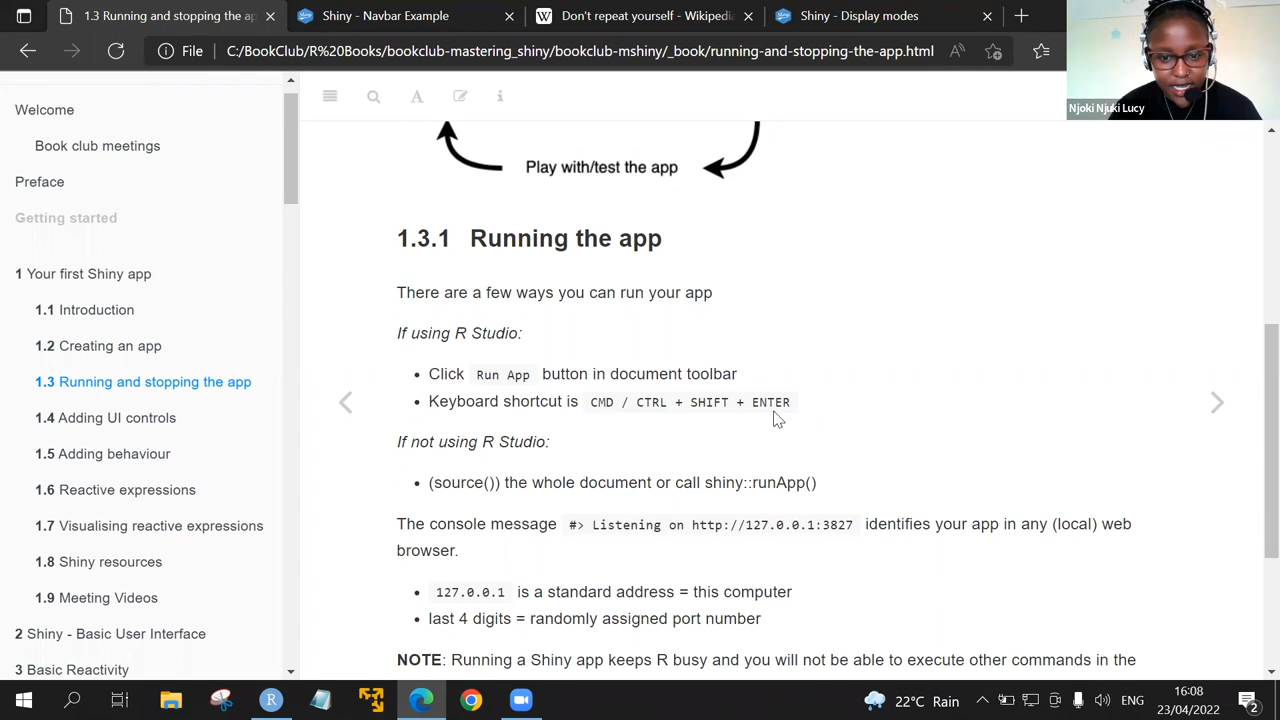 1.3 Running and stopping the app
Shiny - Navbar Example
Don't repeat yourself - Wikipedia
Shiny - Display modes
File
C:/BookClub/R%20Books/bookclub-mastering_shiny/bookclub-mshiny/_book/running-and-stopping-the-app.html
Njoki Njuki Lucy
Welcome
Book club meetings
Preface
Getting started
1 Your first Shiny app
1.1 Introduction
1.2 Creating an app
1.3 Running and stopping the app
1.4 Adding UI controls
1.5 Adding behaviour
1.6 Reactive expressions
1.7 Visualising reactive expressions
1.8 Shiny resources
1.9 Meeting Videos
2 Shiny - Basic User Interface
3 Basic Reactivity
Play with/test the app
1.3.1 Running the app
There are a few ways you can run your app
If using R Studio:
• Click Run App button in document toolbar
• Keyboard shortcut is CMD / CTRL + SHIFT + ENTER
If not using R Studio:
• (source()) the whole document or call shiny::runApp()
The console message #> Listening on http://127.0.0.1:3827 identifies your app in any (local) web
browser.
• 127.0.0.1 is a standard address = this computer
• last 4 digits = randomly assigned port number
NOTE: Running a Shiny app keeps R busy and you will not be able to execute other commands in the
22°C Rain
ENG
16:08
23/04/2022
2